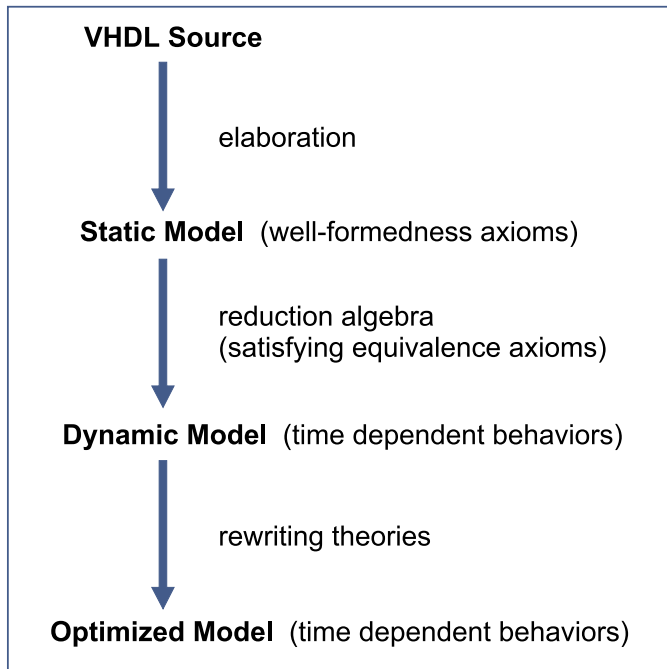 VHDL Source
elaboration
Static Model (well-formedness axioms)
reduction algebra
(satisfying equivalence axioms)
Dynamic Model (time dependent behaviors)
rewriting theories
Optimized Model (time dependent behaviors)